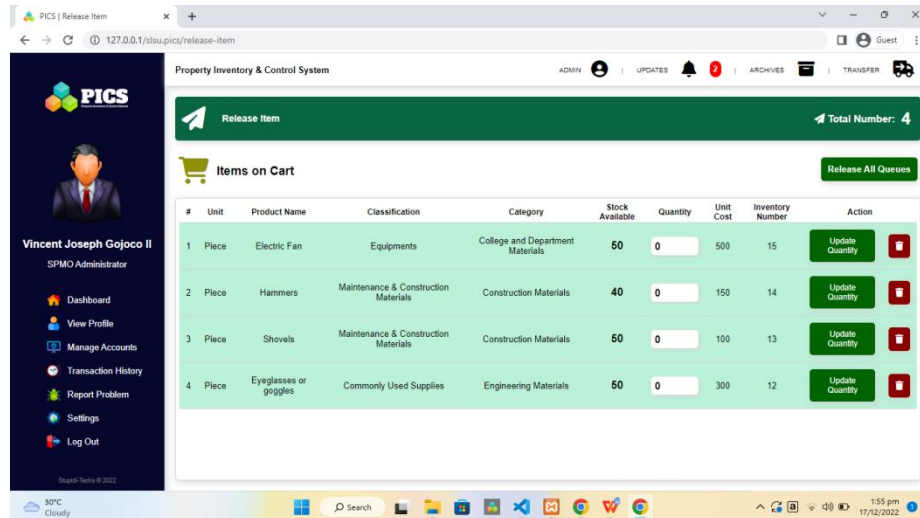 PICS | Release Item
127.0.0.1/slsu.pics/release-item
Guest
PICS
Property Inventory & Control System
ADMIN
UPDATES
2
ARCHIVES
TRANSFER
Release Item
Total Number: 4
Items on Cart
Release All Queues
# Unit Product Name Classification Category Stock Available Quantity Unit Cost Inventory Number Action
1 Piece Electric Fan Equipments College and Department Materials 50 0 500 15 Update Quantity
2 Piece Hammers Maintenance & Construction Materials Construction Materials 40 0 150 14 Update Quantity
3 Piece Shovels Maintenance & Construction Materials Construction Materials 50 0 100 13 Update Quantity
4 Piece Eyeglasses or goggles Commonly Used Supplies Engineering Materials 50 0 300 12 Update Quantity
Vincent Joseph Gojoco II
SPMO Administrator
Dashboard
View Profile
Manage Accounts
Transaction History
Report Problem
Settings
Log Out
Stupidi-Techs © 2022
30°C
Cloudy
Search
1:55 pm
17/12/2022